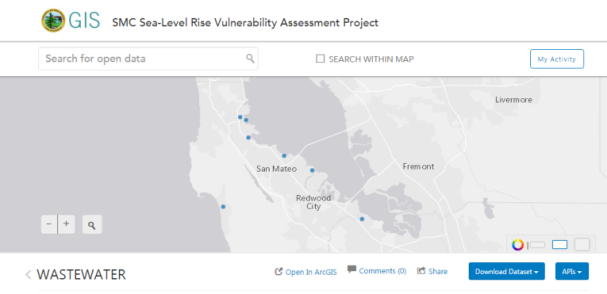 GIS SMC Sea-Level Rise Vulnerability Assessment Project
Search for open data SEARCH WITHIN MAP My Activity
Livermore
San Mateo Fremont
Redwood
City
− +
< WASTEWATER Open In ArcGIS Comments (0) Share Download Dataset APIs